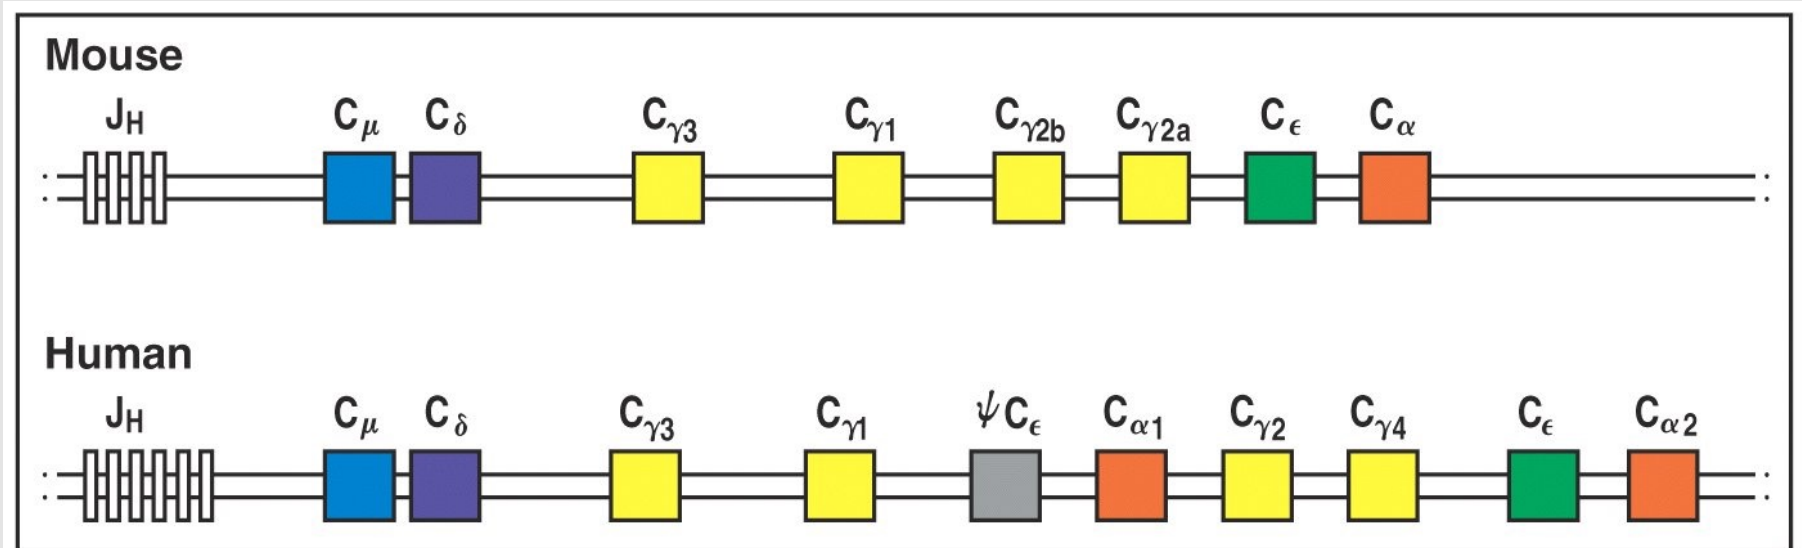 Mouse
JH Cμ Cδ Cγ3 Cγ1 Cγ2b Cγ2a Cϵ Cα
Human
JH Cμ Cδ Cγ3 Cγ1 ψCϵ Cα1 Cγ2 Cγ4 Cϵ Cα2